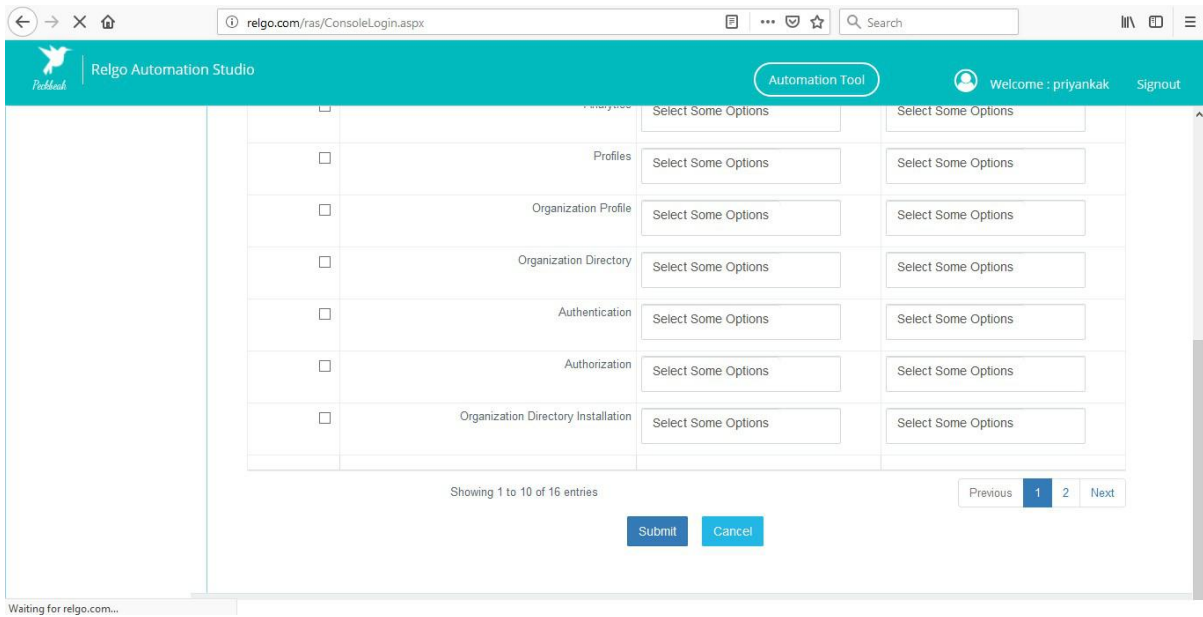 relgo.com/ras/ConsoleLogin.aspx
Search
Peckbeak
Relgo Automation Studio
Automation Tool
Welcome : priyankak
Signout
Analytics Select Some Options Select Some Options
Profiles Select Some Options Select Some Options
Organization Profile Select Some Options Select Some Options
Organization Directory Select Some Options Select Some Options
Authentication Select Some Options Select Some Options
Authorization Select Some Options Select Some Options
Organization Directory Installation Select Some Options Select Some Options
Showing 1 to 10 of 16 entries
Previous 1 2 Next
Submit Cancel
Waiting for relgo.com...